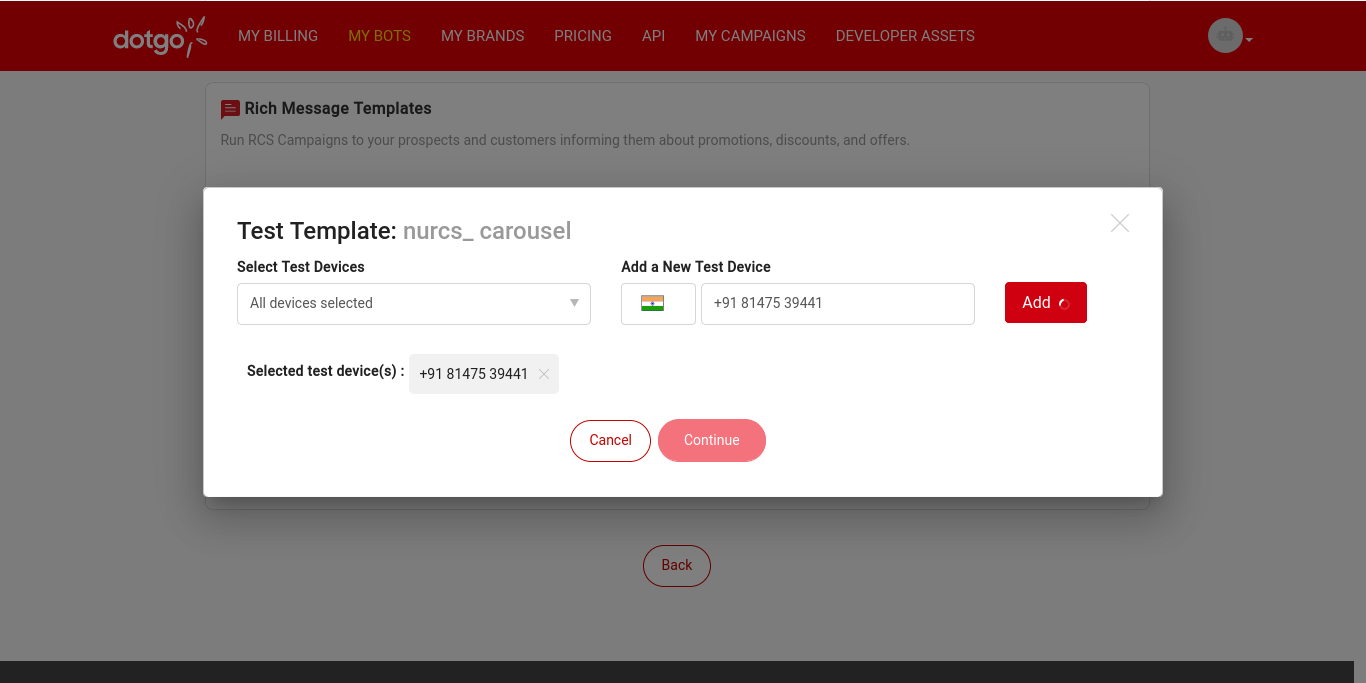 dotgo
MY BILLING MY BOTS MY BRANDS PRICING API MY CAMPAIGNS DEVELOPER ASSETS
Rich Message Templates
Run RCS Campaigns to your prospects and customers informing them about promotions, discounts, and offers.
Test Template: nurcs_ carousel
Select Test Devices
Add a New Test Device
All devices selected
+91 81475 39441
Add
Selected test device(s) : +91 81475 39441
Cancel
Continue
Back